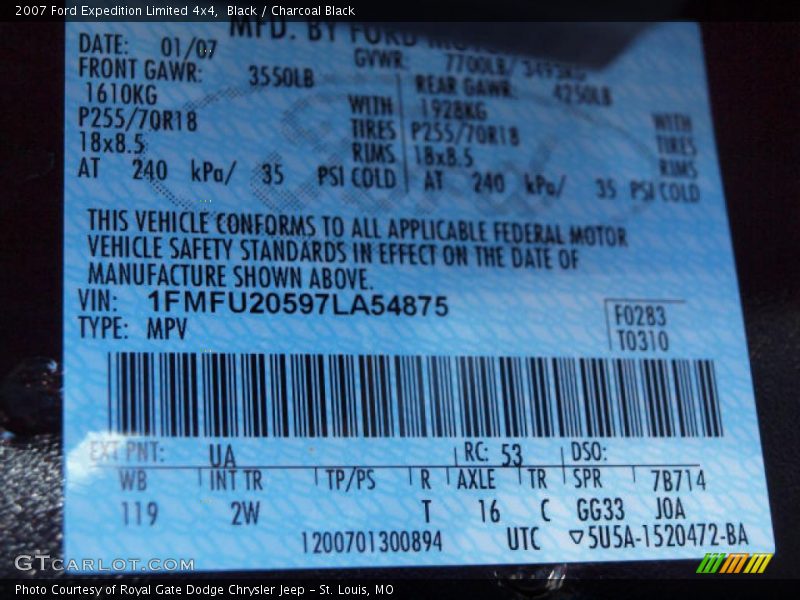 2007 Ford Expedition Limited 4x4, Black / Charcoal Black
MFD. BY FORD
DATE: 01/07 GVWR: 7700LB/ 3493KG
FRONT GAWR: 3550LB REAR GAWR: 4250LB
1610KG WITH 1928KG WITH
P255/70R18 TIRES P255/70R18 TIRES
18x8.5 RIMS 18x8.5 RIMS
AT 240 kPa/ 35 PSI COLD AT 240 kPa/ 35 PSI COLD
THIS VEHICLE CONFORMS TO ALL APPLICABLE FEDERAL MOTOR
VEHICLE SAFETY STANDARDS IN EFFECT ON THE DATE OF
MANUFACTURE SHOWN ABOVE.
VIN: 1FMFU20597LA54875 F0283
TYPE: MPV T0310
EXT PNT: UA RC: 53 DSO:
WB INT TR TP/PS R AXLE TR SPR 7B714
119 2W T 16 C GG33 J0A
1200701300894 UTC ▽5U5A-1520472-BA
GTCARLOT.COM
Photo Courtesy of Royal Gate Dodge Chrysler Jeep - St. Louis, MO